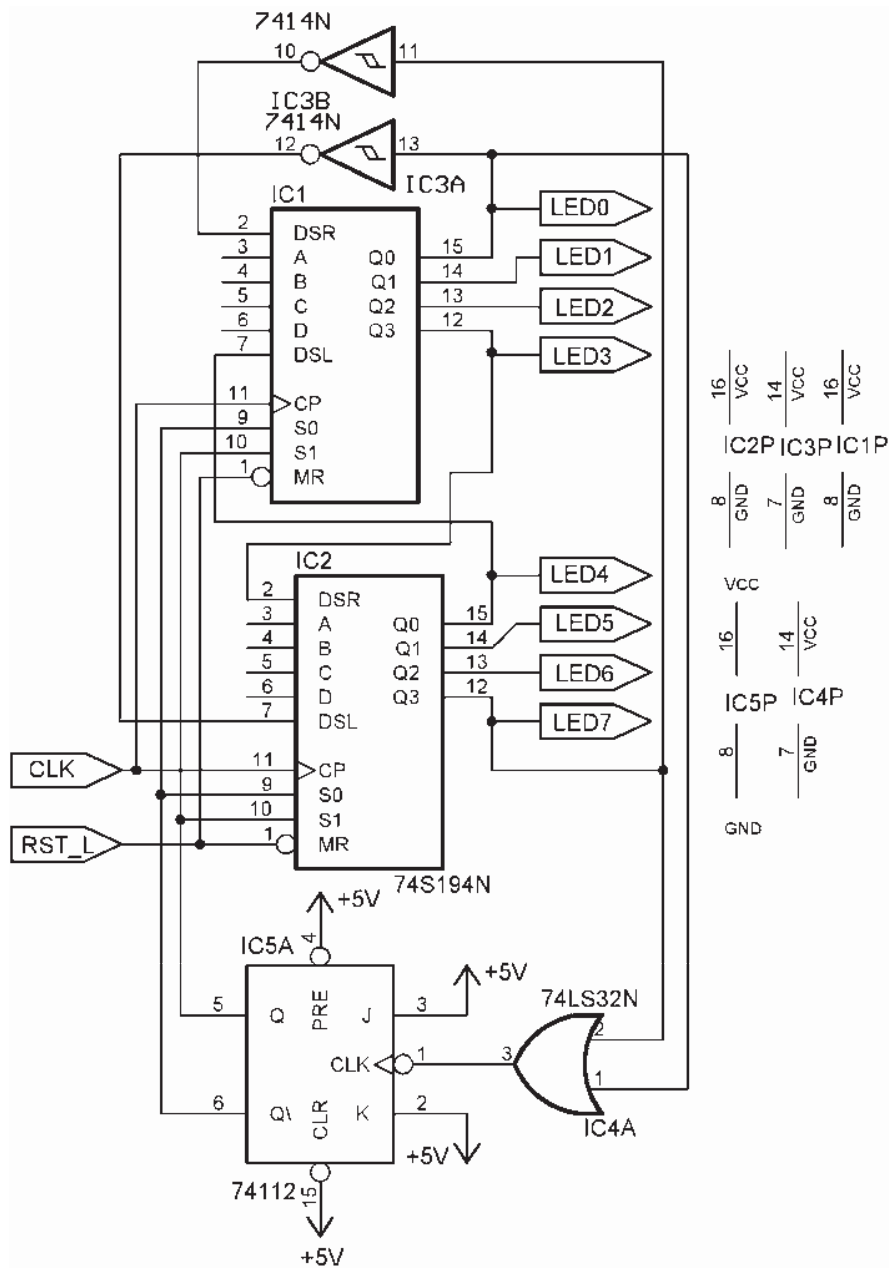 7414N
10 11
IC3B
7414N
12 13
IC3A
IC1
2 DSR
3 A Q0 15
4 B Q1 14
5 C Q2 13
6 D Q3 12
7 DSL
11 CP
9 S0
10 S1
1 MR
LED0
LED1
LED2
LED3
16 VCC 14 VCC 16 VCC
IC2P IC3P IC1P
8 GND 7 GND 8 GND
IC2
2 DSR
3 A Q0 15
4 B Q1 14
5 C Q2 13
6 D Q3 12
7 DSL
11 CP
9 S0
10 S1
1 MR
74S194N
LED4
LED5
LED6
LED7
VCC
16 14 VCC
IC5P IC4P
8 7 GND
GND
CLK
RST_L
+5V
4
IC5A
+5V
5 Q PRE J 3
CLK 1
6 Q\ CLR K 2
+5V
74112 15
+5V
74LS32N
3 2
1
IC4A